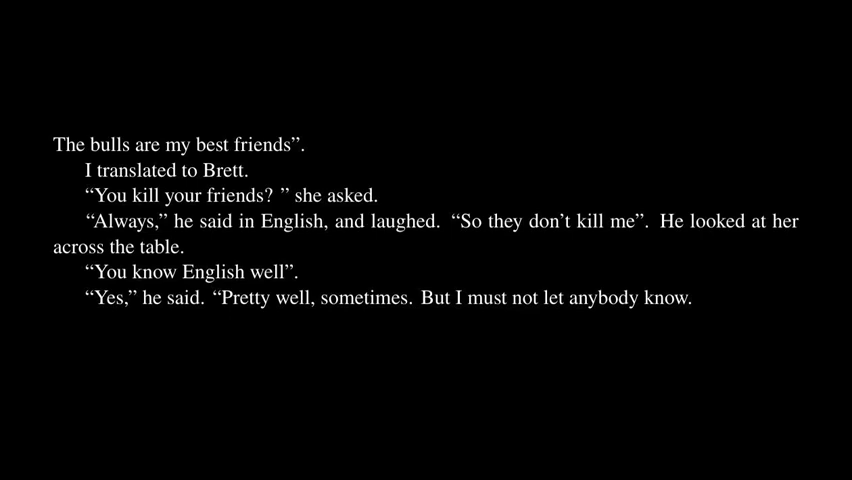 The bulls are my best friends”.
I translated to Brett.
“You kill your friends? ” she asked.
“Always,” he said in English, and laughed. “So they don’t kill me”. He looked at her
across the table.
“You know English well”.
“Yes,” he said. “Pretty well, sometimes. But I must not let anybody know.